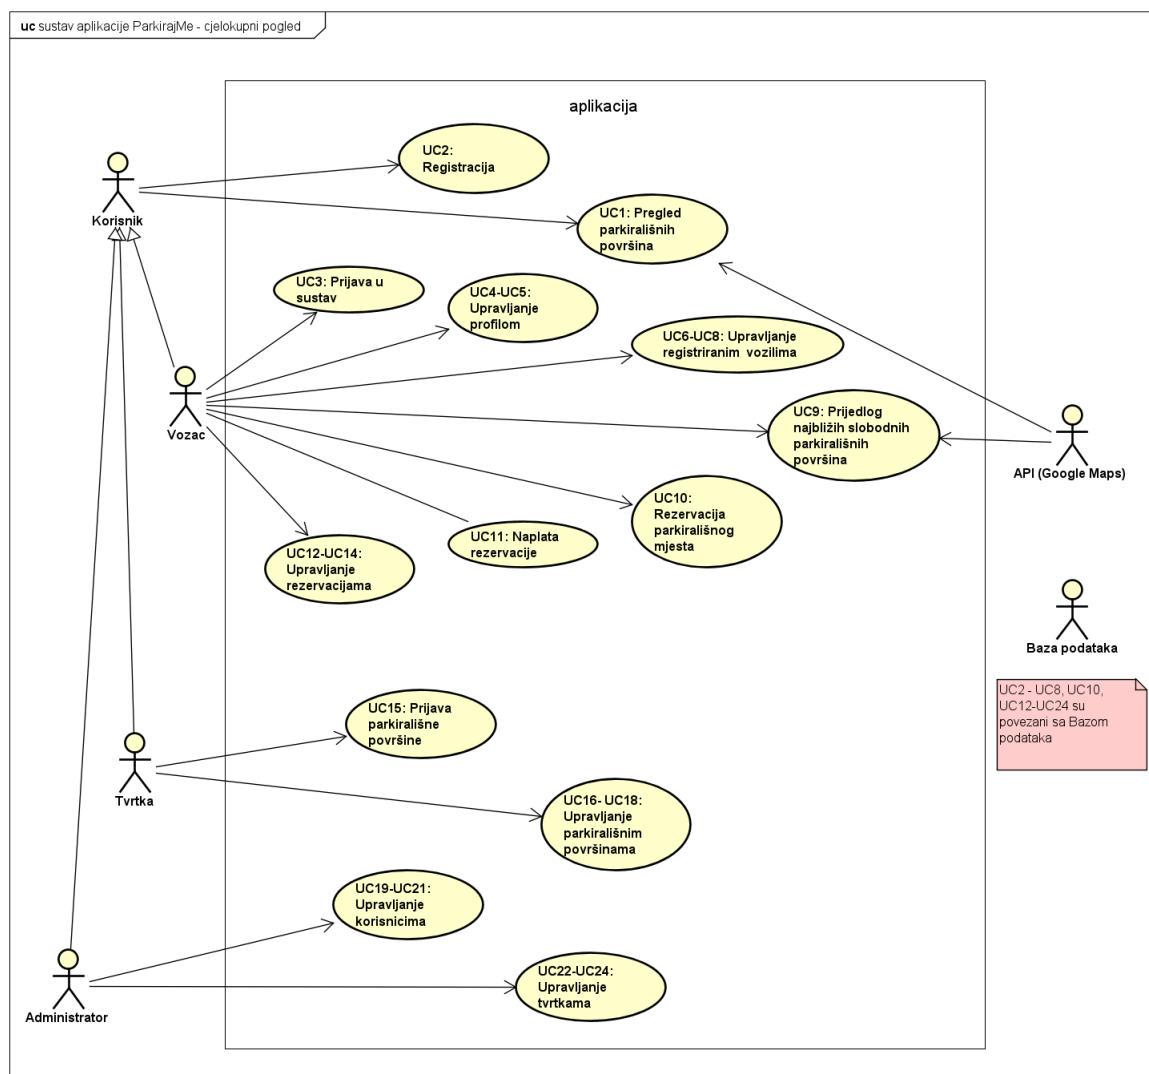 uc sustav aplikacije ParkirajMe - cjelokupni pogled
aplikacija
UC2:
Registracija
Korisnik
UC1: Pregled
parkirališnih
površina
UC3: Prijava u
sustav
UC4-UC5:
Upravljanje
profilom
UC6-UC8: Upravljanje
registriranim vozilima
Vozac
UC9: Prijedlog
najbližih slobodnih
parkirališnih
površina
API (Google Maps)
UC10:
Rezervacija
parkirališnog
mjesta
UC11: Naplata
rezervacije
UC12-UC14:
Upravljanje
rezervacijama
Baza podataka
UC2 - UC8, UC10,
UC12-UC24 su
povezani sa Bazom
podataka
UC15: Prijava
parkirališne
površine
Tvrtka
UC16- UC18:
Upravljanje
parkirališnim
površinama
UC19-UC21:
Upravljanje
korisnicima
UC22-UC24:
Upravljanje
tvrtkama
Administrator